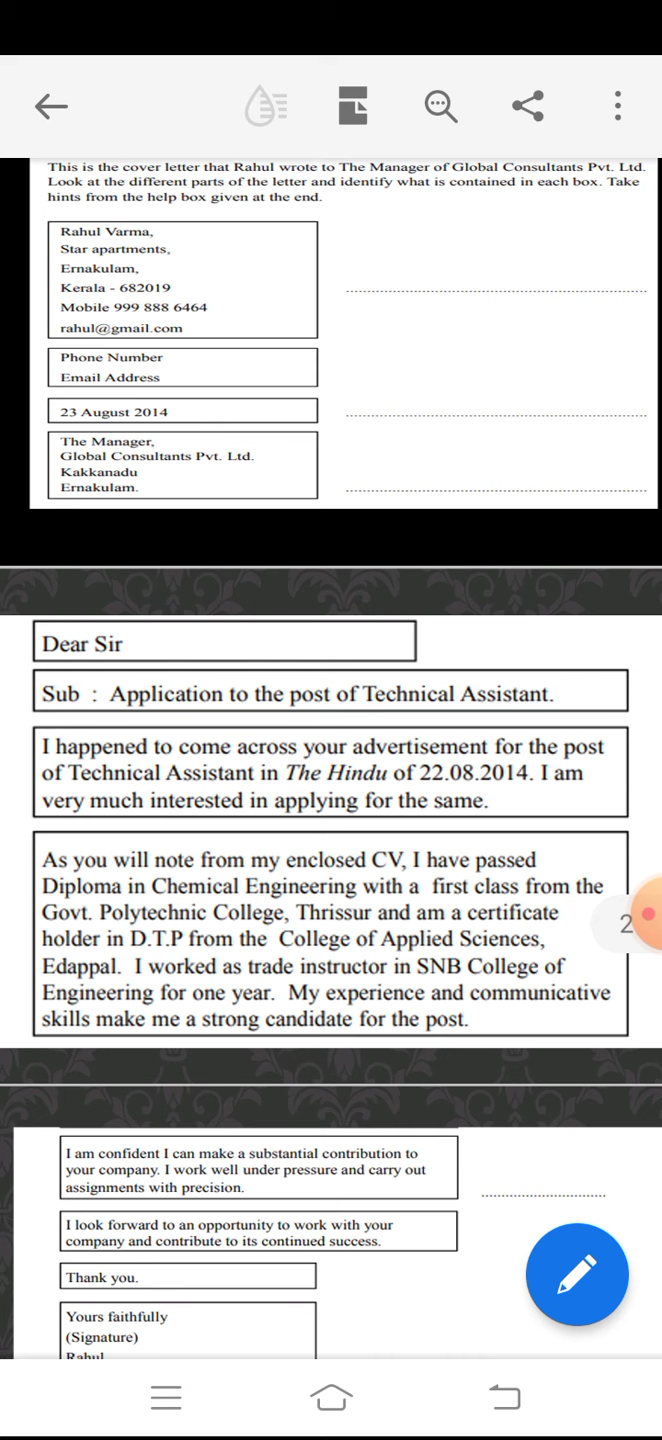 This is the cover letter that Rahul wrote to The Manager of Global Consultants Pvt. Ltd.
Look at the different parts of the letter and identify what is contained in each box. Take
hints from the help box given at the end.
Rahul Varma,
Star apartments,
Ernakulam,
Kerala - 682019
Mobile 999 888 6464
rahul@gmail.com
Phone Number
Email Address
23 August 2014
The Manager,
Global Consultants Pvt. Ltd.
Kakkanadu
Ernakulam.
Dear Sir
Sub : Application to the post of Technical Assistant.
I happened to come across your advertisement for the post
of Technical Assistant in The Hindu of 22.08.2014. I am
very much interested in applying for the same.
As you will note from my enclosed CV, I have passed
Diploma in Chemical Engineering with a first class from the
Govt. Polytechnic College, Thrissur and am a certificate
holder in D.T.P from the College of Applied Sciences,
Edappal. I worked as trade instructor in SNB College of
Engineering for one year. My experience and communicative
skills make me a strong candidate for the post.
2
I am confident I can make a substantial contribution to
your company. I work well under pressure and carry out
assignments with precision.
I look forward to an opportunity to work with your
company and contribute to its continued success.
Thank you.
Yours faithfully
(Signature)
Rahul